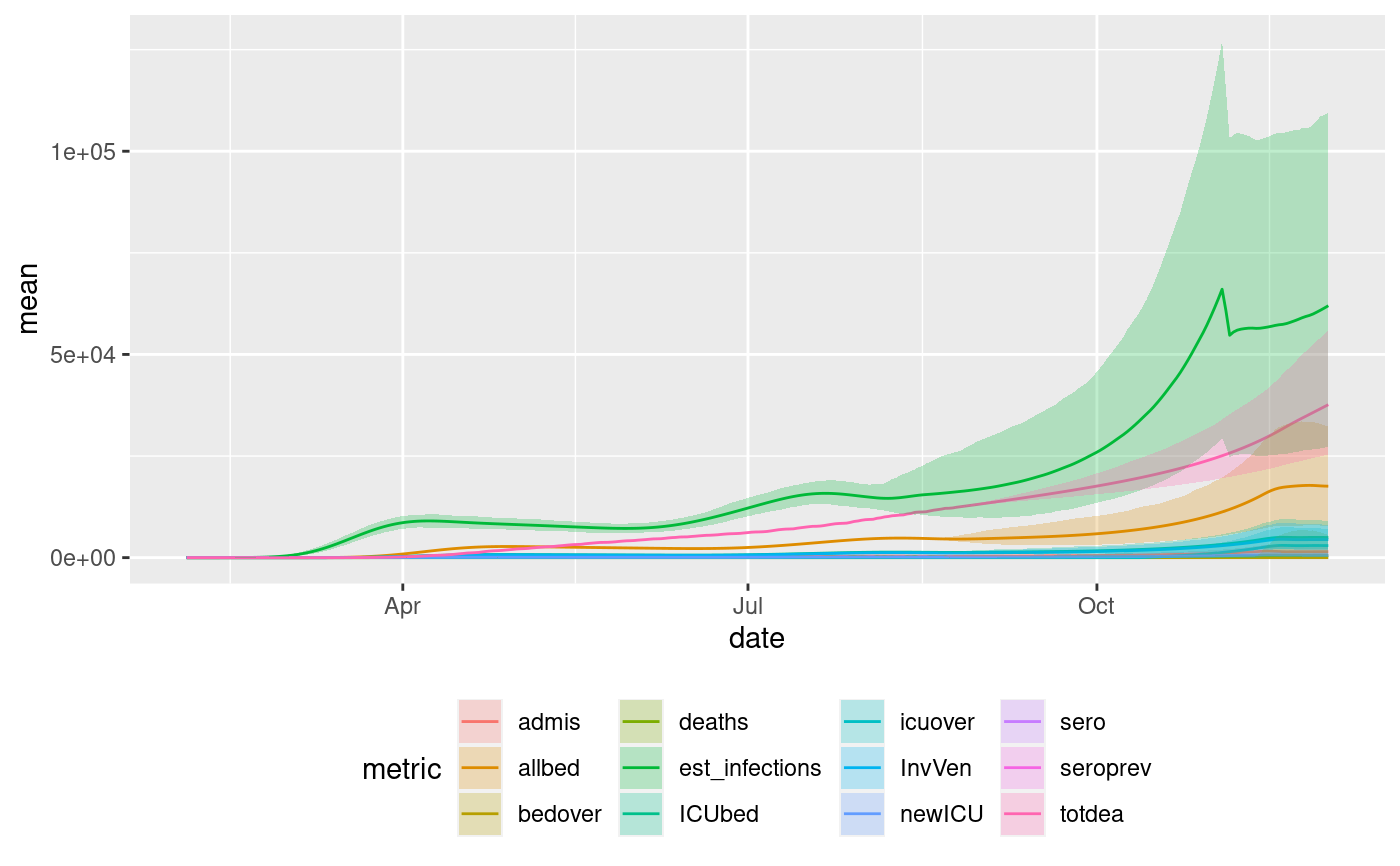 mean
1e+05
5e+04
0e+00
Apr Jul Oct
date
metric
admis deaths icuover sero
allbed est_infections InvVen seroprev
bedover ICUbed newICU totdea